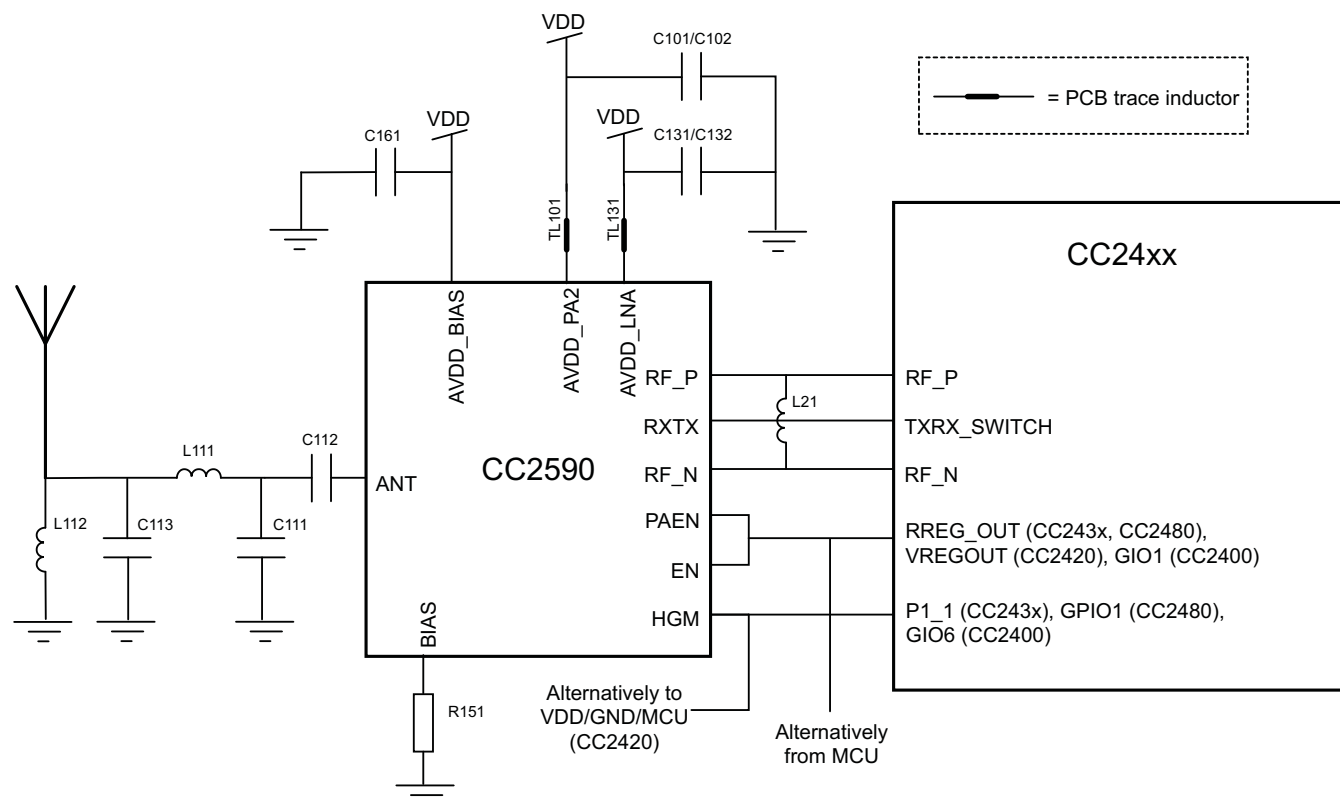 VDD
C101/C102
= PCB trace inductor
VDD
VDD
C161
C131/C132
TL101
TL131
CC24xx
AVDD_BIAS
AVDD_PA2
AVDD_LNA
RF_P
RF_P
L21
RXTX
TXRX_SWITCH
L111
C112
CC2590
ANT
RF_N
RF_N
L112
C113
C111
PAEN
RREG_OUT (CC243x, CC2480),
VREGOUT (CC2420), GIO1 (CC2400)
EN
BIAS
HGM
P1_1 (CC243x), GPIO1 (CC2480),
GIO6 (CC2400)
R151
Alternatively to
VDD/GND/MCU
(CC2420)
Alternatively
from MCU